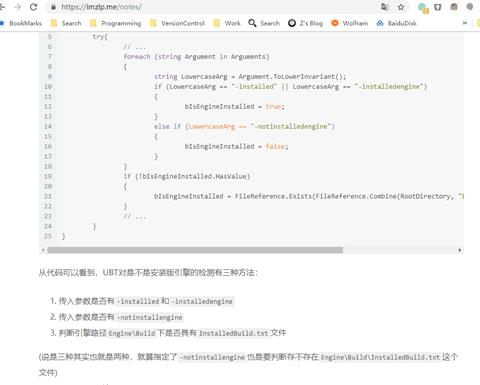 https://imzlp.me/notes/
BookMarks Search Programming VersionControl Work Search Z's Blog Wolfram BaiduDisk »
5 try{
6 // ...
7 foreach (string Argument in Arguments)
8 {
9 string LowercaseArg = Argument.ToLowerInvariant();
10 if (LowercaseArg == "-installed" || LowercaseArg == "-installedengine")
11 {
12 bIsEngineInstalled = true;
13 }
14 else if (LowercaseArg == "-notinstalledengine")
15 {
16 bIsEngineInstalled = false;
17 }
18 }
19 if (!bIsEngineInstalled.HasValue)
20 {
21 bIsEngineInstalled = FileReference.Exists(FileReference.Combine(RootDirectory, "E
22 }
23 // ...
24 }
25 }
从代码可以看到，UBT对是不是安装版引擎的检测有三种方法：
1. 传入参数是否有 -installled 和 -installedengine
2. 传入参数是否有 -notinstallengine
3. 判断引擎路径 Engine\Build 下是否具有 InstalledBuild.txt 文件
(说是三种其实也就是两种，就算指定了 -notinstallengine 也是要判断存不存在 Engine\Build\InstalledBuild.txt 这个
文件)